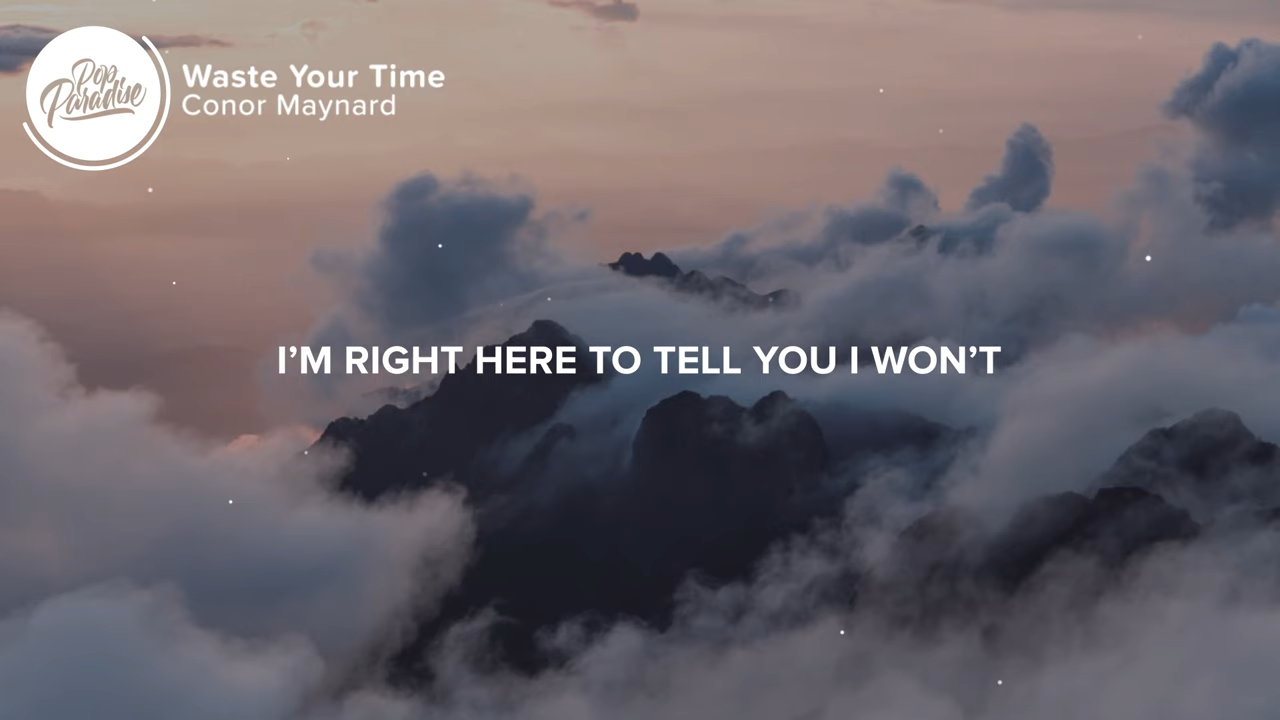 Pop
Paradise
Waste Your Time
Conor Maynard
I'M RIGHT HERE TO TELL YOU I WON'T